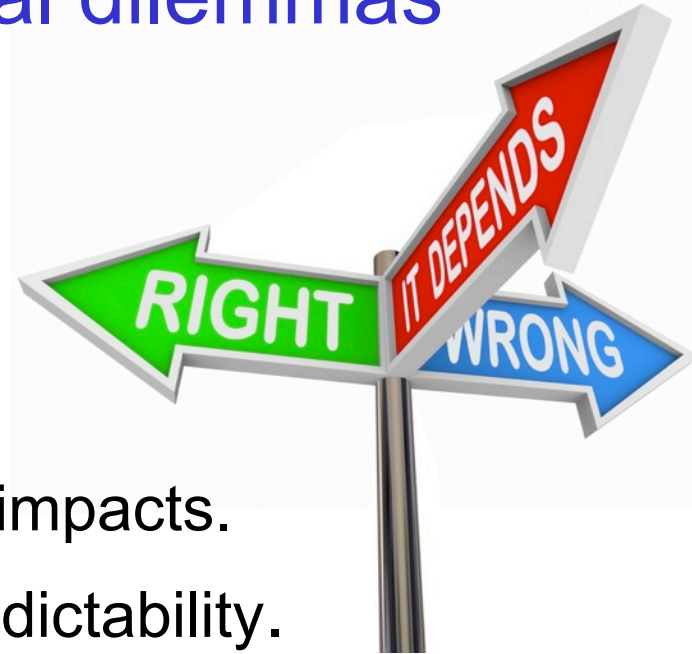 al dilemmas
IT DEPENDS
RIGHT
WRONG
impacts.
dictability.